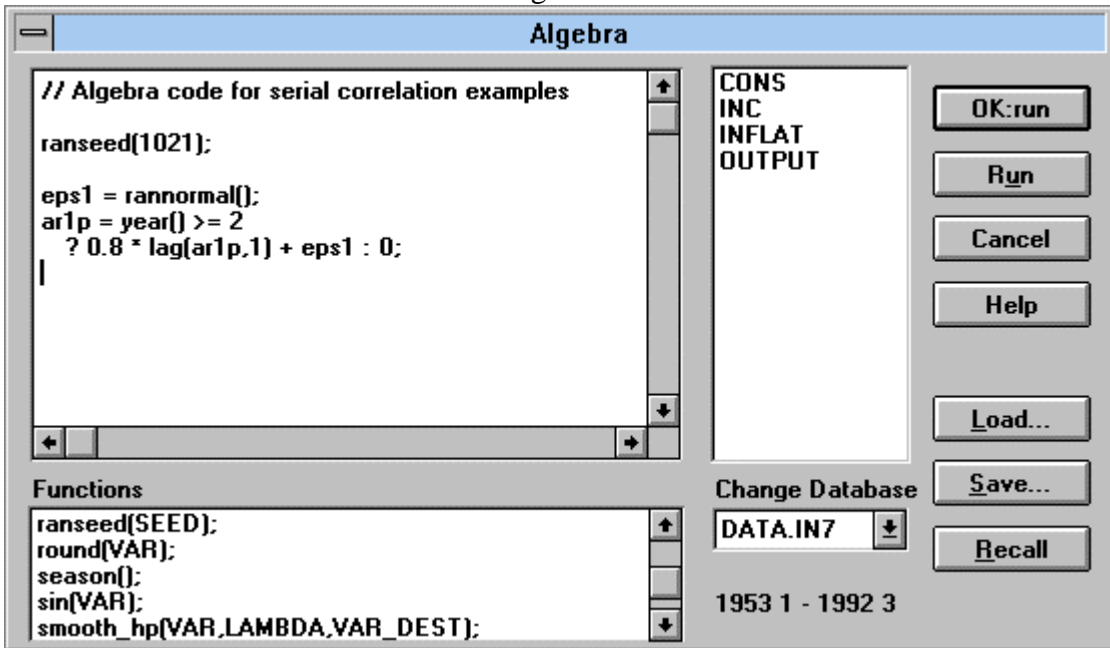 Algebra
// Algebra code for serial correlation examples
ranseed(1021);
eps1 = rannormal();
ar1p = year() >= 2
? 0.8 * lag(ar1p,1) + eps1 : 0;
CONS
INC
INFLAT
OUTPUT
OK:run
Run
Cancel
Help
Load...
Save...
Recall
Functions
ranseed(SEED);
round(VAR);
season();
sin(VAR);
smooth_hp(VAR,LAMBDA,VAR_DEST);
Change Database
DATA.IN7
1953 1 - 1992 3